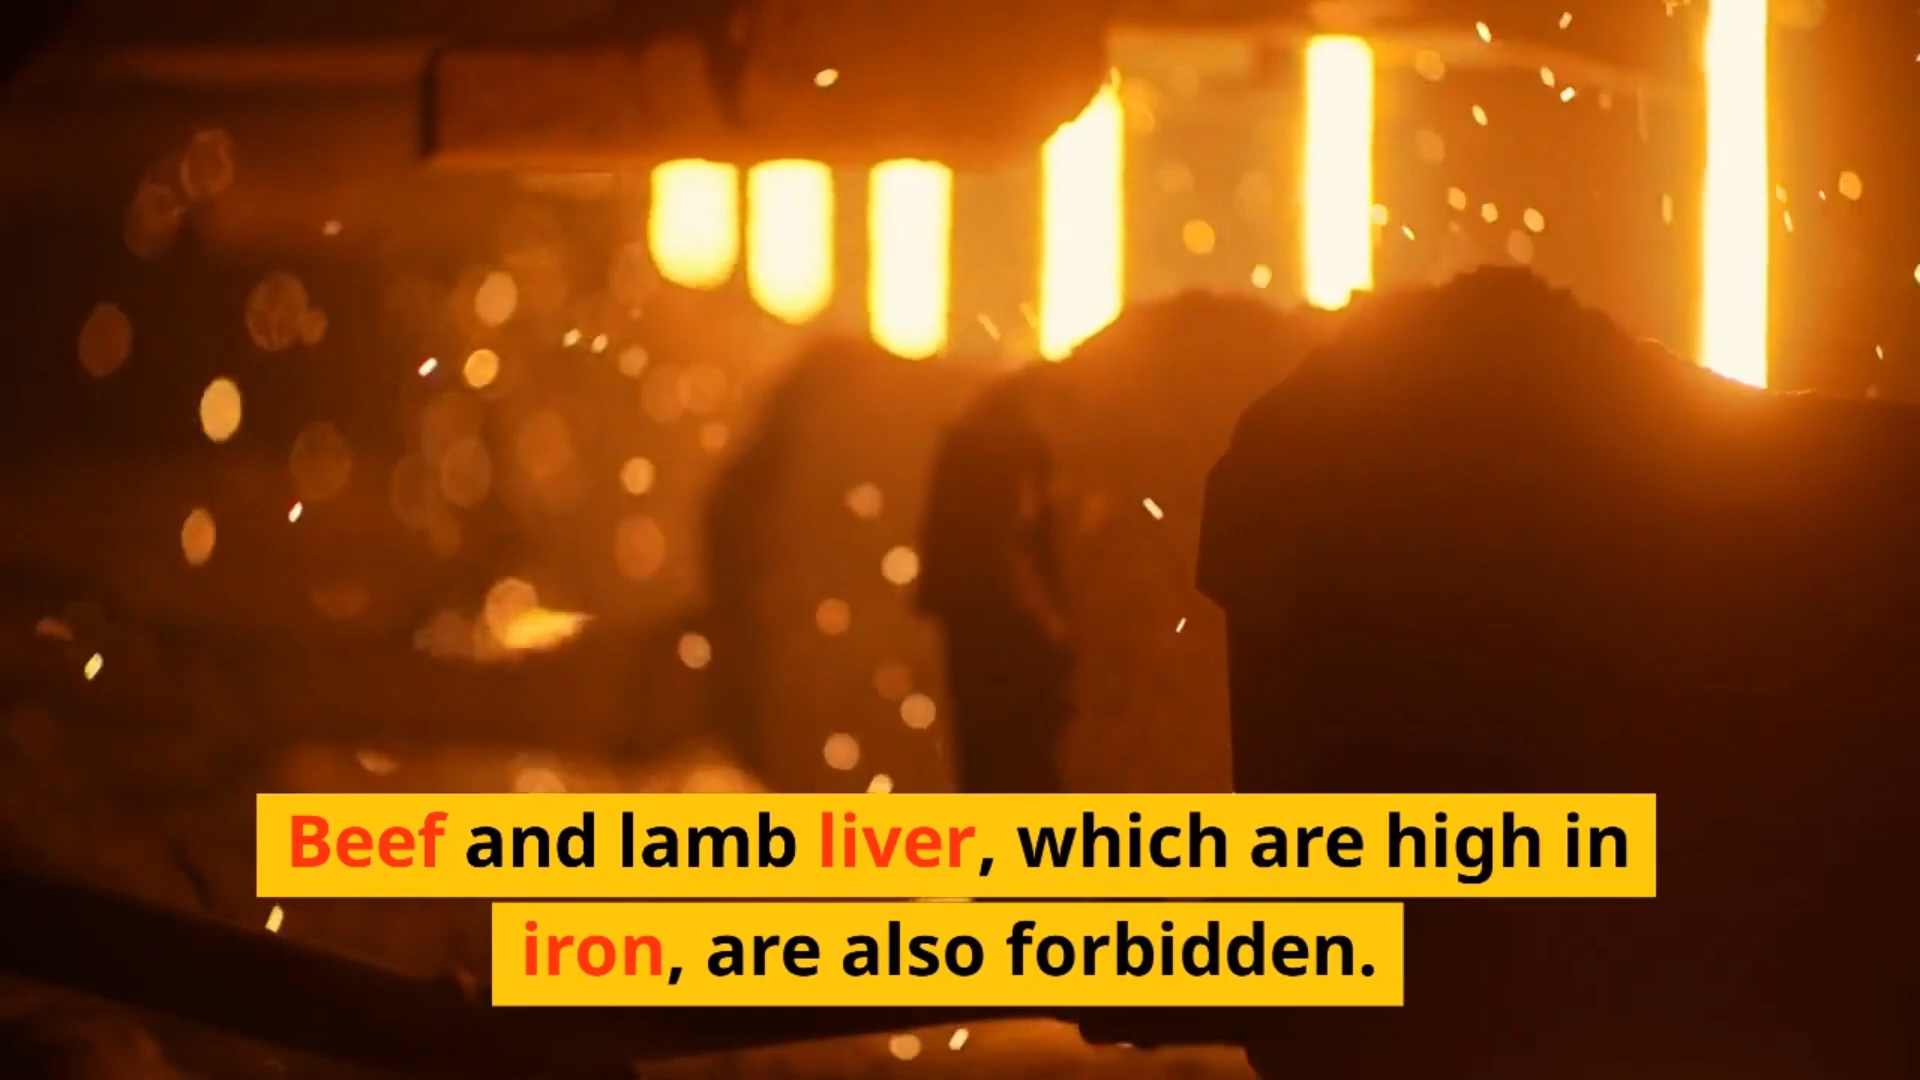 Beef and lamb liver, which are high in
iron, are also forbidden.